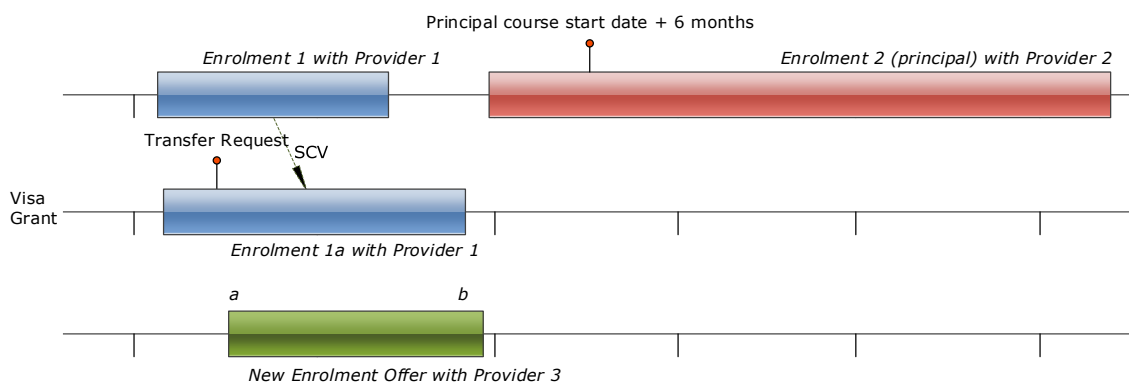 Principal course start date + 6 months
Enrolment 1 with Provider 1
Enrolment 2 (principal) with Provider 2
Transfer Request
SCV
Visa
Grant
Enrolment 1a with Provider 1
a
b
New Enrolment Offer with Provider 3